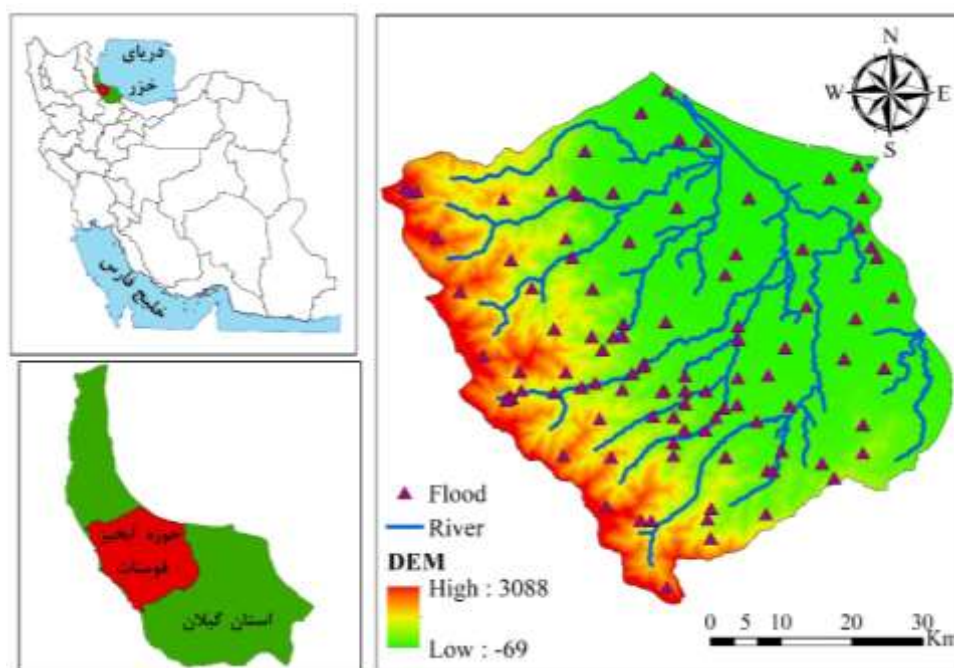 دریای
خزر
خلیج فارس
حوزه آبخیز
استان گیلان
N
W
E
S
Flood
River
DEM
High : 3088
Low : -69
0 5 10 20 30
Km